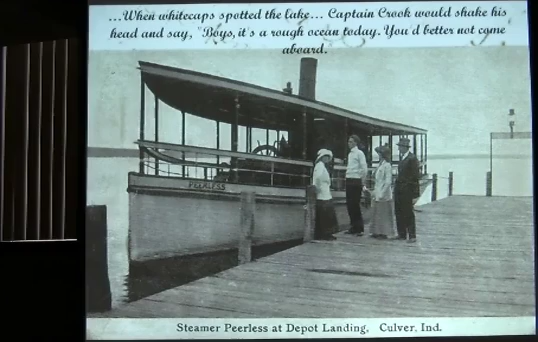 ...When whitecaps spotted the lake... Captain Crook would shake his
head and say, "Boys, it's a rough ocean today. You'd better not come
aboard.
PEERLESS
Steamer Peerless at Depot Landing, Culver, Ind.